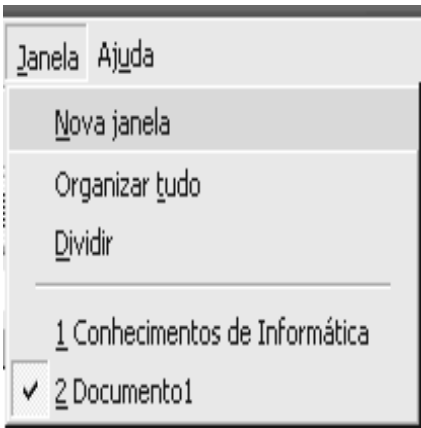 Janela Ajuda
Nova janela
Organizar tudo
Dividir
1 Conhecimentos de Informática
2 Documento1